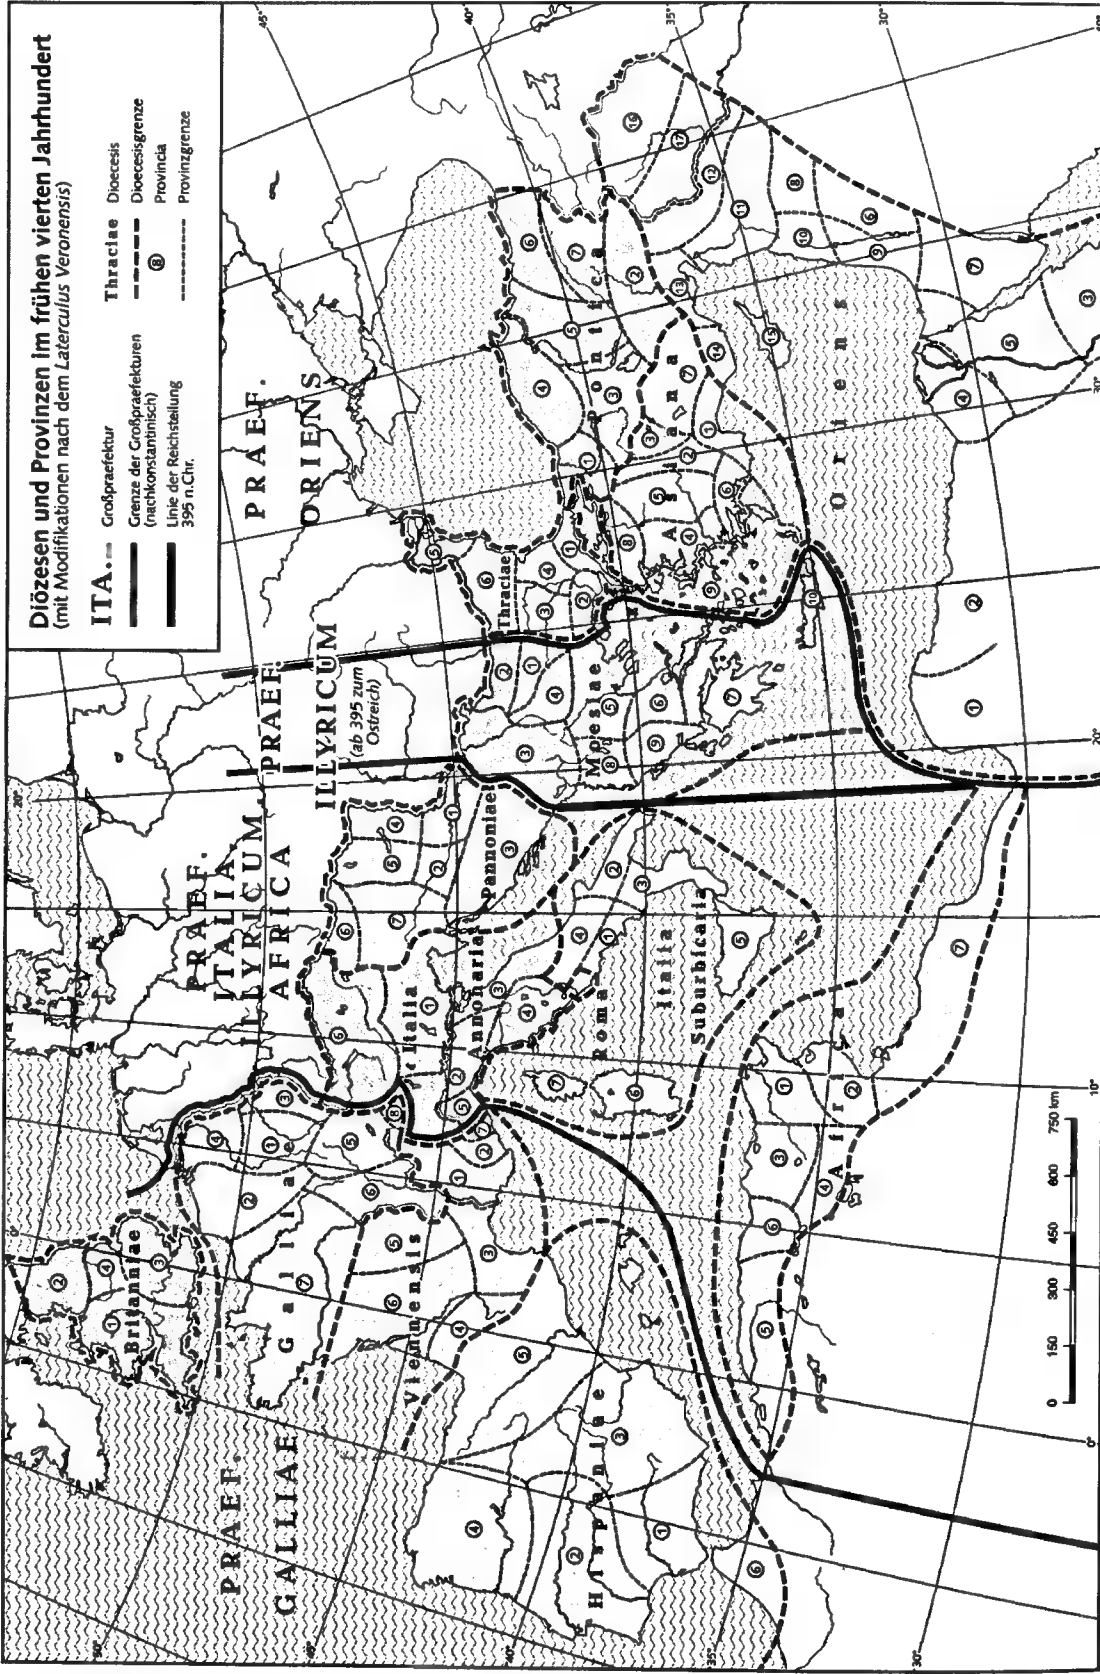 Diözesen und Provinzen im frühen vierten Jahrhundert
(mit Modifikationen nach dem Laterculus Veronensis)
ITA... Großpraefektur
Grenze der Großpraefekturen
(nachkonstantinisch)
Linie der Reichsteilung
395 n.Chr.
Thraciae Dioecesis
Dioecesisgrenze
⑧ Provincia
Provinzgrenze
PRAEF.
GALLIAE
PRAEF.
ITALIA
ILLYRICUM
AFRICA
PRAEF.
ILLYRICUM
(ab 395 zum
Ostreich)
PRAEF.
ORIENS
Britanniae
Galliae
Viennensis
Hispaniae
Italia
Annonaria
Roma
Italia
Suburbicaria
Pannoniae
Moesiae
Thraciae
Asiana
Pontica
Oriens
Africa
0 150 300 450 600 750 km